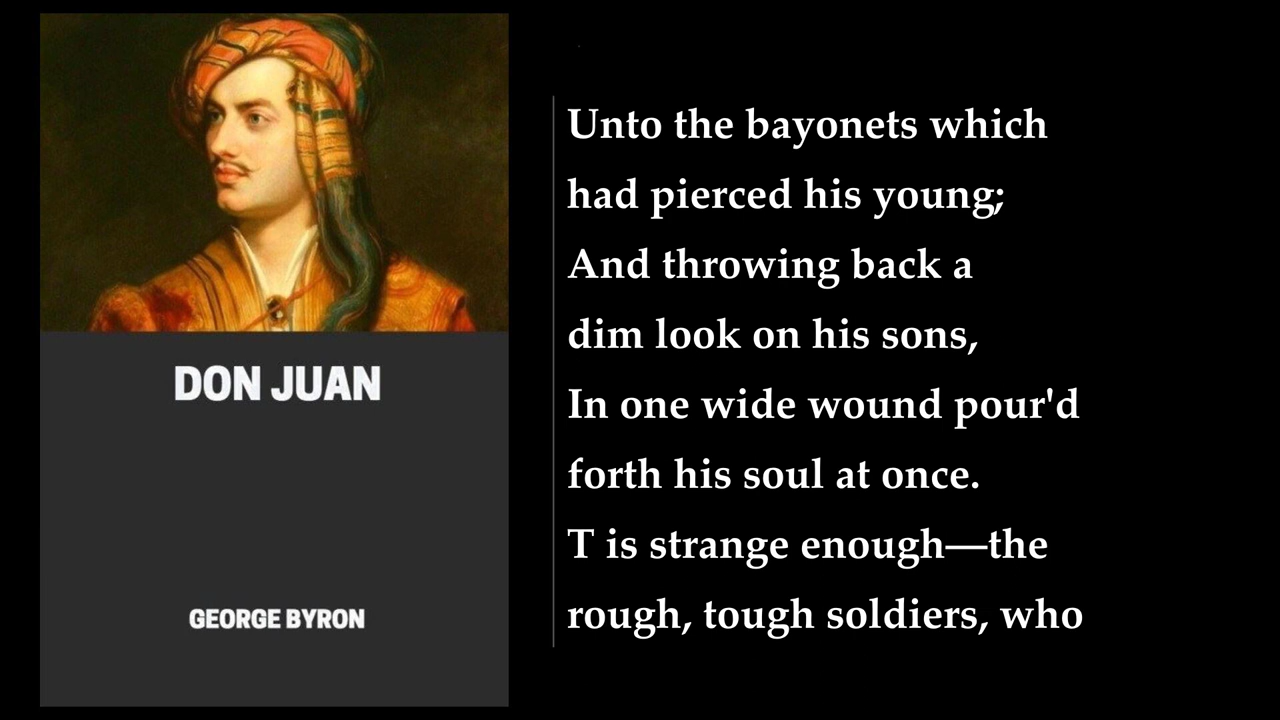 DON JUAN
GEORGE BYRON
Unto the bayonets which
had pierced his young;
And throwing back a
dim look on his sons,
In one wide wound pour'd
forth his soul at once.
T is strange enough—the
rough, tough soldiers, who